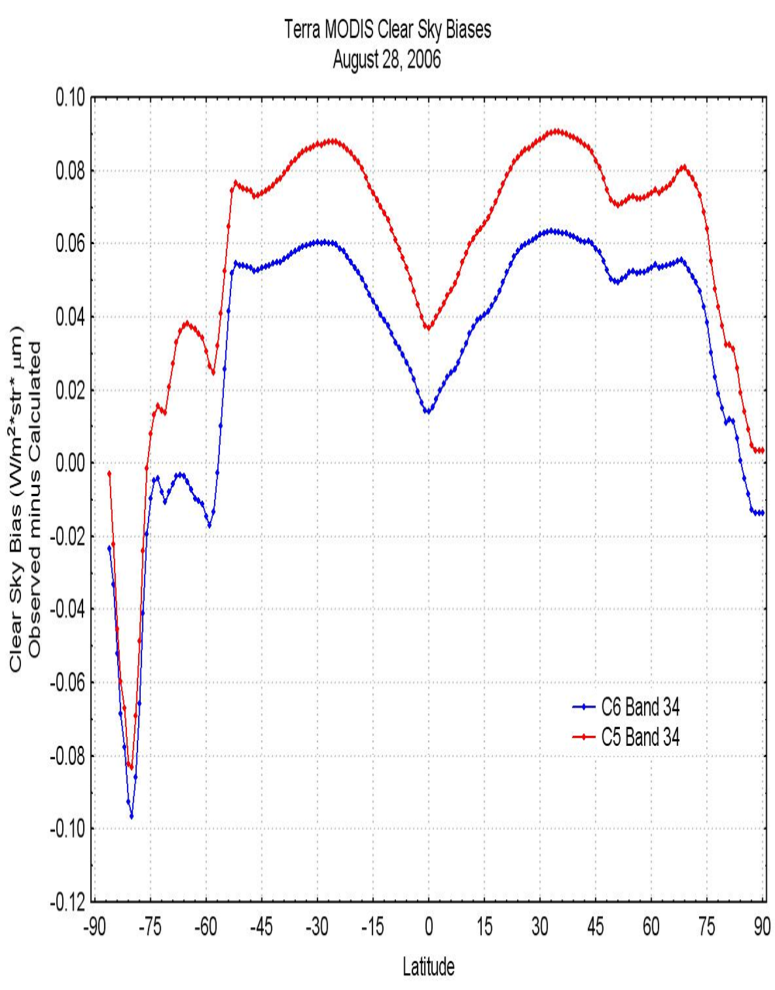 Terra MODIS Clear Sky Biases
August 28, 2006
Clear Sky Bias (W/m²*str* µm)
Observed minus Calculated
0.10
0.08
0.06
0.04
0.02
0.00
-0.02
-0.04
-0.06
-0.08
-0.10
-0.12
C6 Band 34
C5 Band 34
-90 -75 -60 -45 -30 -15 0 15 30 45 60 75 90
Latitude